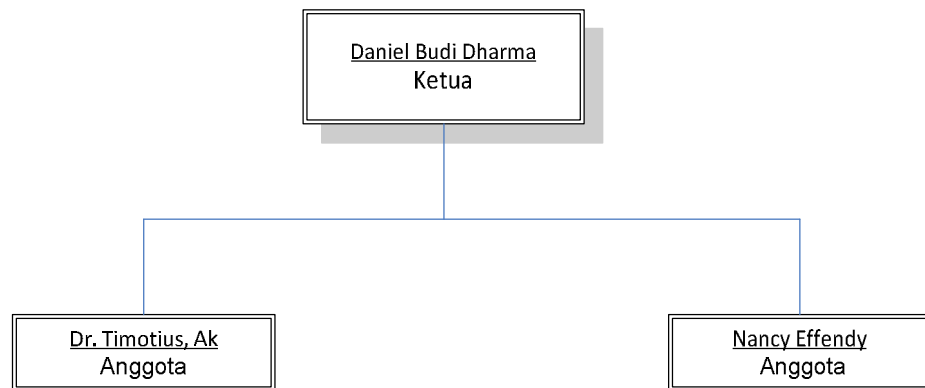 Daniel Budi Dharma
Ketua
Dr. Timotius, Ak
Anggota
Nancy Effendy
Anggota